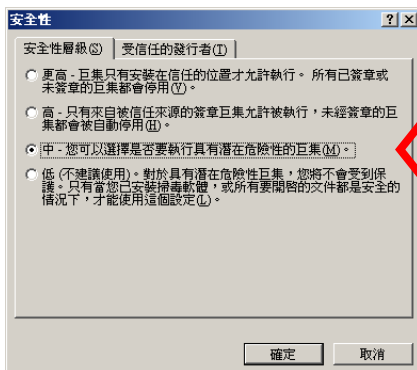 安全性
安全性層級(S)
受信任的發行者(T)
更高 - 巨集只有安裝在信任的位置才允許執行。 所有已簽章或
未簽章的巨集都會停用(V)。
高 - 只有來自被信任來源的簽章巨集允許被執行,未經簽章的巨
集都會被自動停用(H)。
中 - 您可以選擇是否要執行具有潛在危險性的巨集(M)。
低 (不建議使用)。對於具有潛在危險性巨集,您將不會受到保
護。只有當您已安裝掃毒軟體,或所有要開啓的文件都是安全的
情況下,才能使用這個設定(L)。
確定
取消